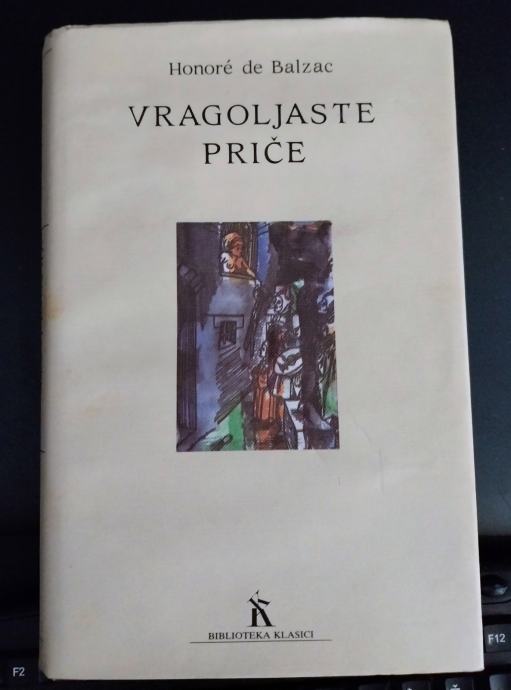 Honoré de Balzac
VRAGOLJASTE
PRIČE
K
BIBLIOTEKA KLASICI
F2
F12